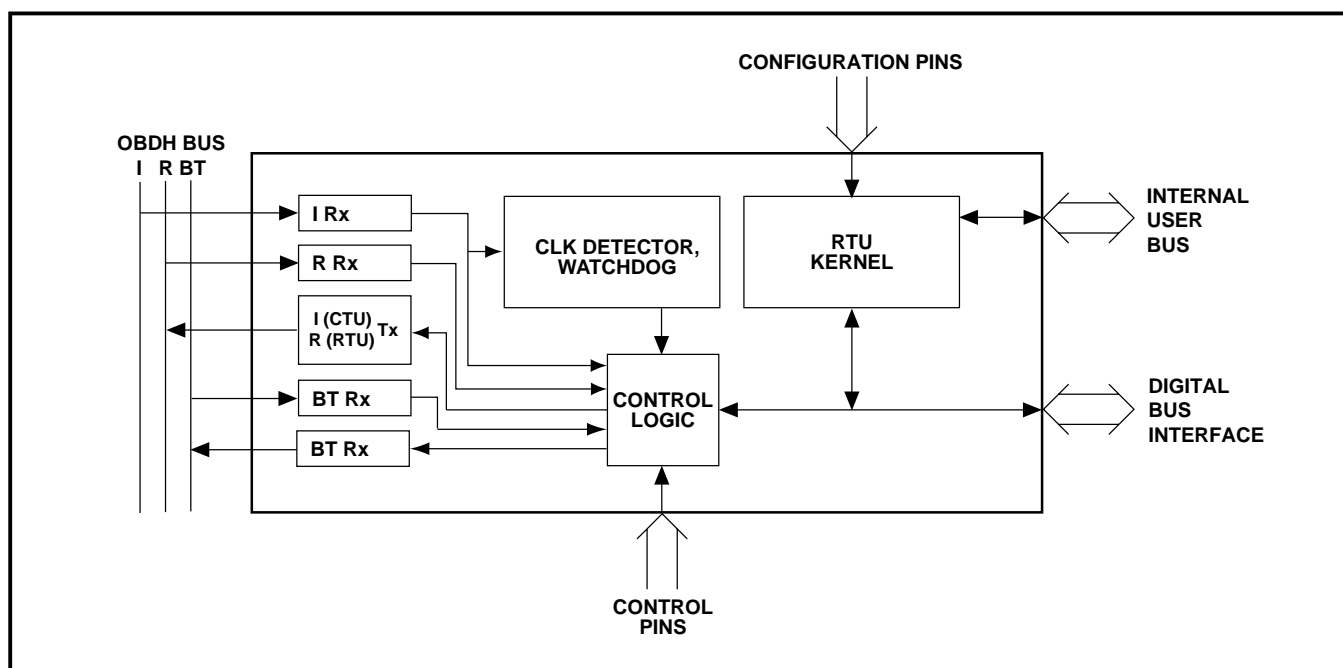 CONFIGURATION PINS
OBDH BUS
I R BT
I Rx
R Rx
I (CTU)
R (RTU) Tx
BT Rx
BT Rx
CLK DETECTOR,
WATCHDOG
RTU
KERNEL
CONTROL
LOGIC
INTERNAL
USER
BUS
DIGITAL
BUS
INTERFACE
CONTROL
PINS